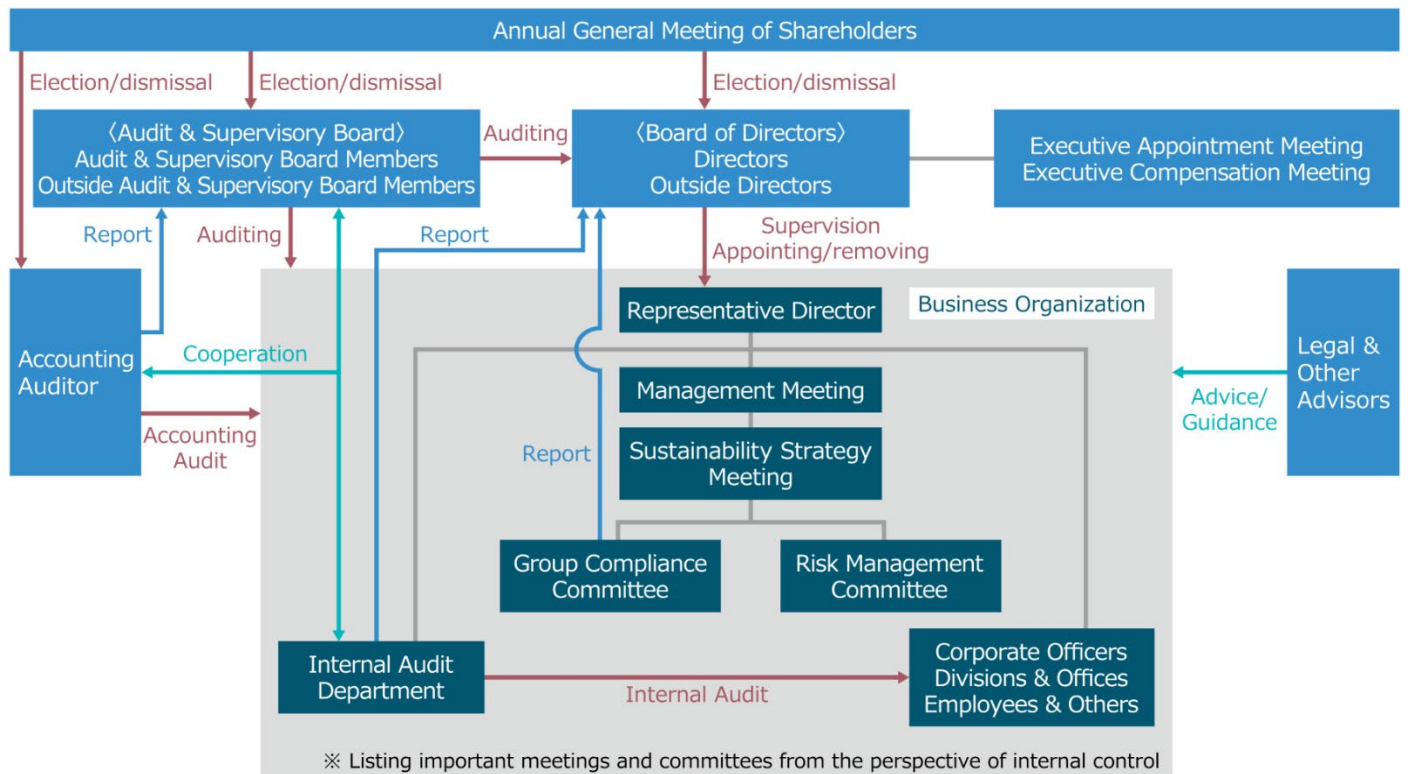 Annual General Meeting of Shareholders
Election/dismissal
Election/dismissal
Election/dismissal
〈Audit & Supervisory Board〉
Audit & Supervisory Board Members
Outside Audit & Supervisory Board Members
Auditing
〈Board of Directors〉
Directors
Outside Directors
Executive Appointment Meeting
Executive Compensation Meeting
Report
Auditing
Report
Supervision
Appointing/removing
Accounting
Auditor
Cooperation
Accounting
Audit
Representative Director
Business Organization
Management Meeting
Sustainability Strategy
Meeting
Report
Legal &
Other
Advisors
Advice/
Guidance
Group Compliance
Committee
Risk Management
Committee
Internal Audit
Department
Internal Audit
Corporate Officers
Divisions & Offices
Employees & Others
※ Listing important meetings and committees from the perspective of internal control